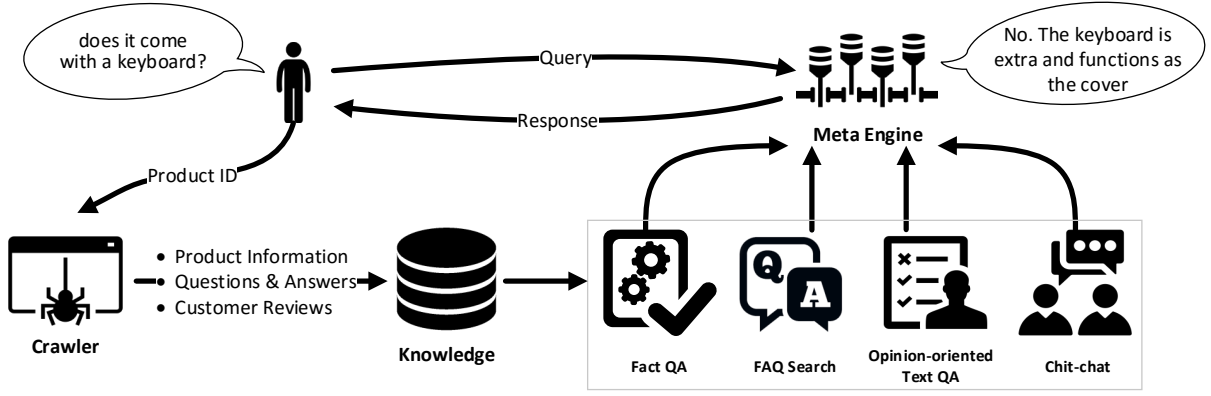 does it come
with a keyboard?
Query
No. The keyboard is
extra and functions as
the cover
Response
Meta Engine
Product ID
• Product Information
• Questions & Answers
• Customer Reviews
Crawler
Knowledge
Q
A
Fact QA
FAQ Search
Opinion-oriented
Text QA
Chit-chat